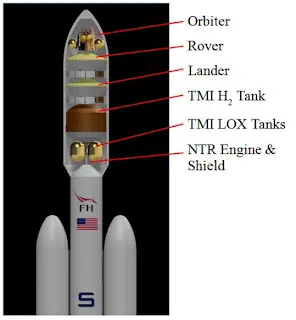 Orbiter
Rover
Lander
TMI H₂ Tank
TMI LOX Tanks
NTR Engine &
Shield
FH
S